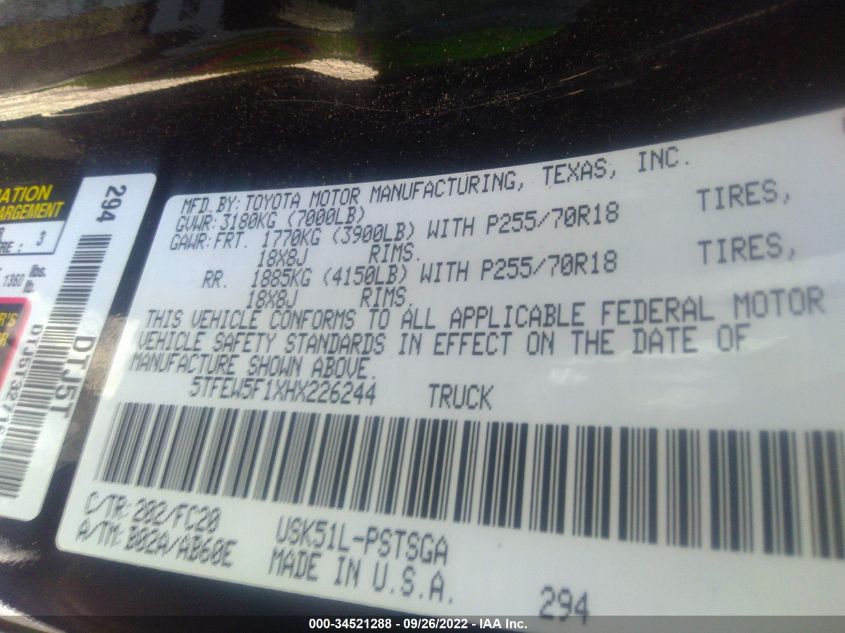 MFD. BY: TOYOTA MOTOR MANUFACTURING, TEXAS, INC.
GVWR: 3180KG (7000LB)
GAWR: FRT. 1770KG (3900LB) WITH P255/70R18 TIRES,
18X8J RIMS.
RR. 1885KG (4150LB) WITH P255/70R18 TIRES,
18X8J RIMS.
THIS VEHICLE CONFORMS TO ALL APPLICABLE FEDERAL MOTOR
VEHICLE SAFETY STANDARDS IN EFFECT ON THE DATE OF
MANUFACTURE SHOWN ABOVE.
5TFEW5F1XHX226244 TRUCK
C/TR: 202/FC20
A/TM: B02A/AB60E
USK51L-PSTSGA
MADE IN U.S.A.
294
294
DTJ5T
3
1360 lbs.
000-34521288 - 09/26/2022 - IAA Inc.